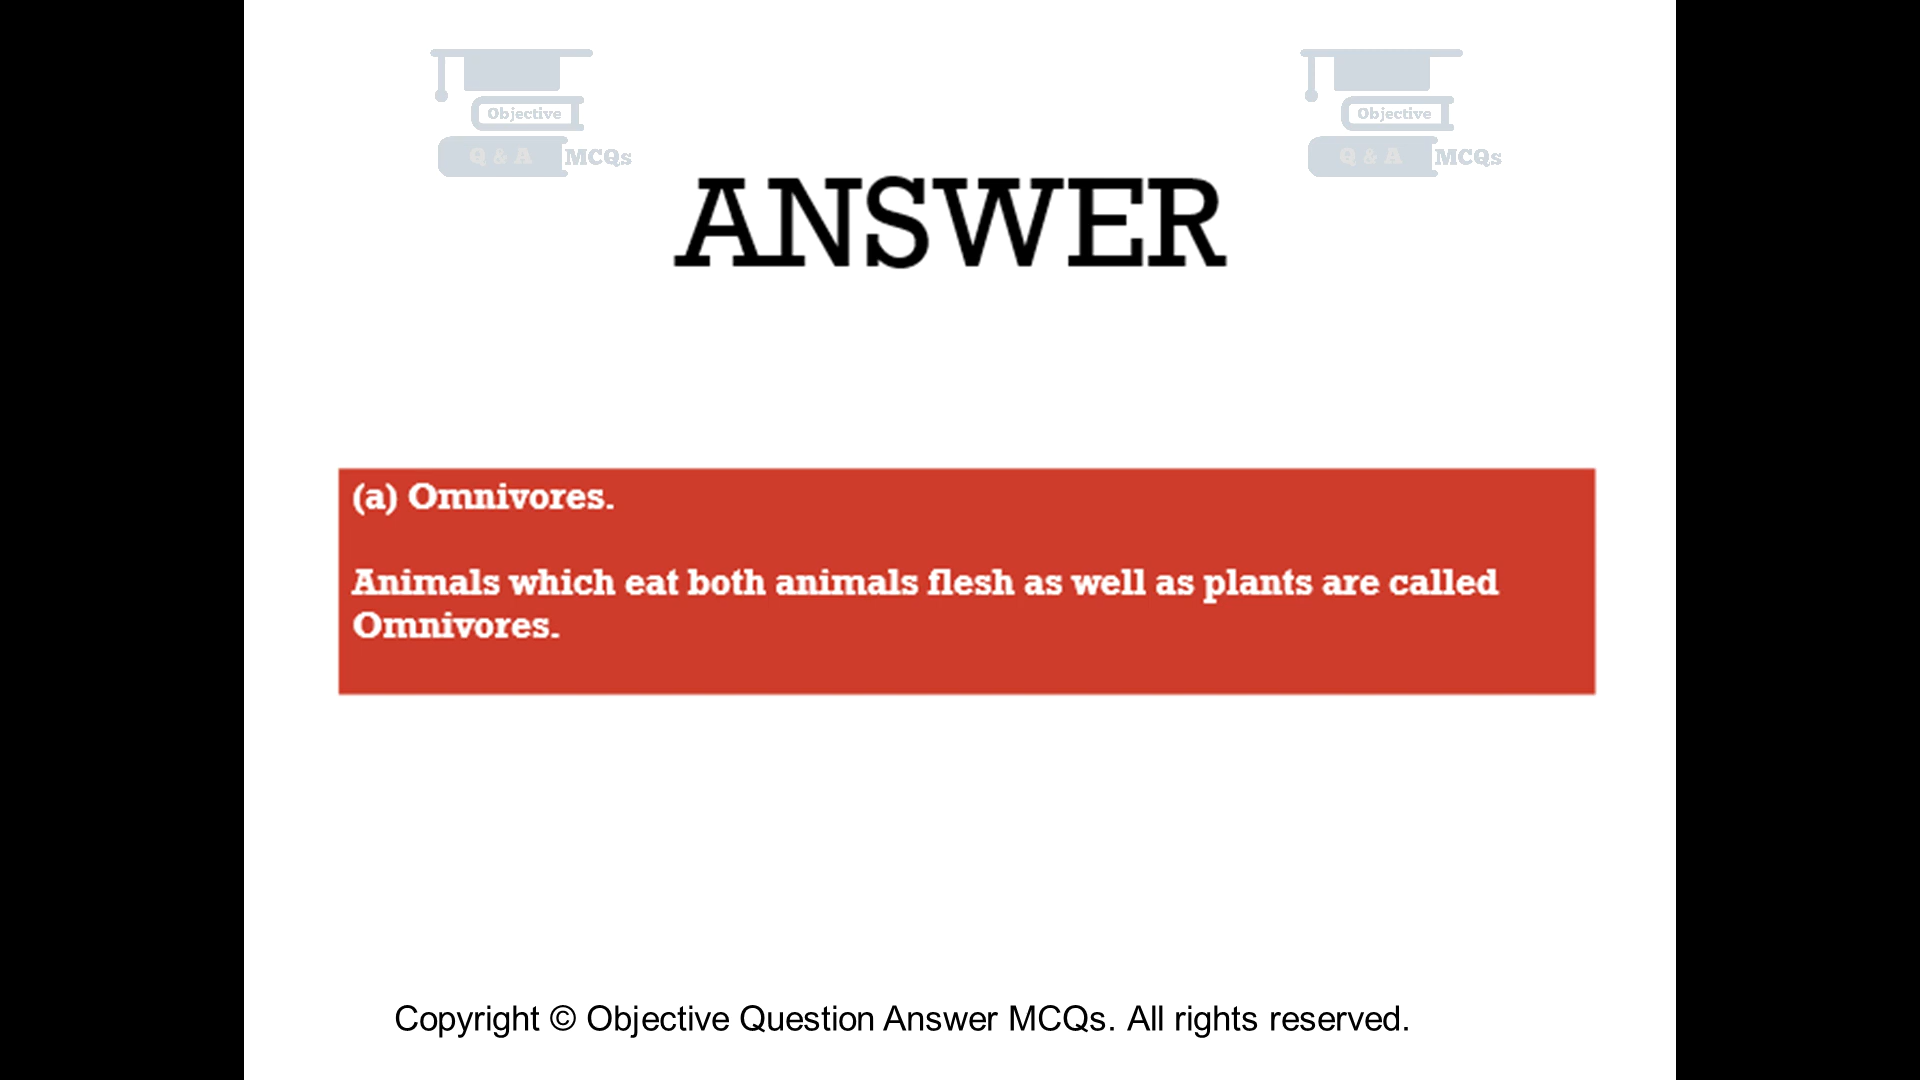 Objective
Q & A MCQs
Objective
Q & A MCQs
ANSWER
(a) Omnivores.
Animals which eat both animals flesh as well as plants are called
Omnivores.
Copyright © Objective Question Answer MCQs. All rights reserved.